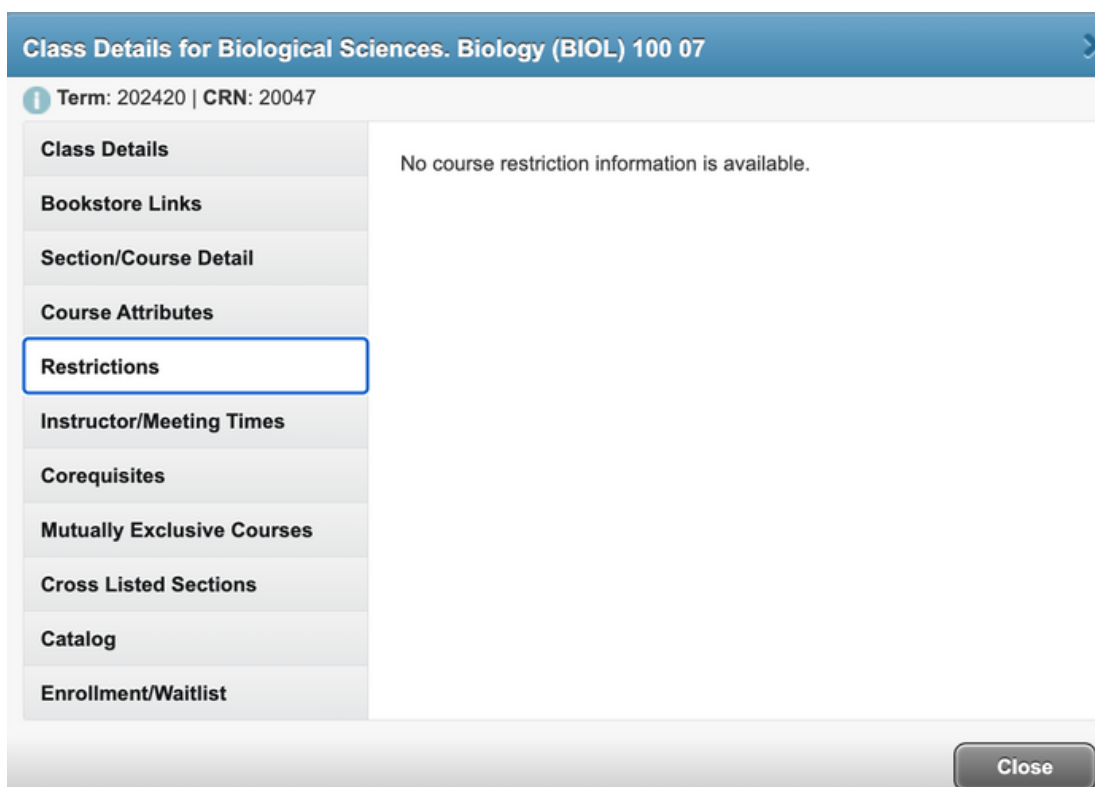 Class Details for Biological Sciences. Biology (BIOL) 100 07
Term: 202420 | CRN: 20047
Class Details
Bookstore Links
Section/Course Detail
Course Attributes
Restrictions
Instructor/Meeting Times
Corequisites
Mutually Exclusive Courses
Cross Listed Sections
Catalog
Enrollment/Waitlist
No course restriction information is available.
Close